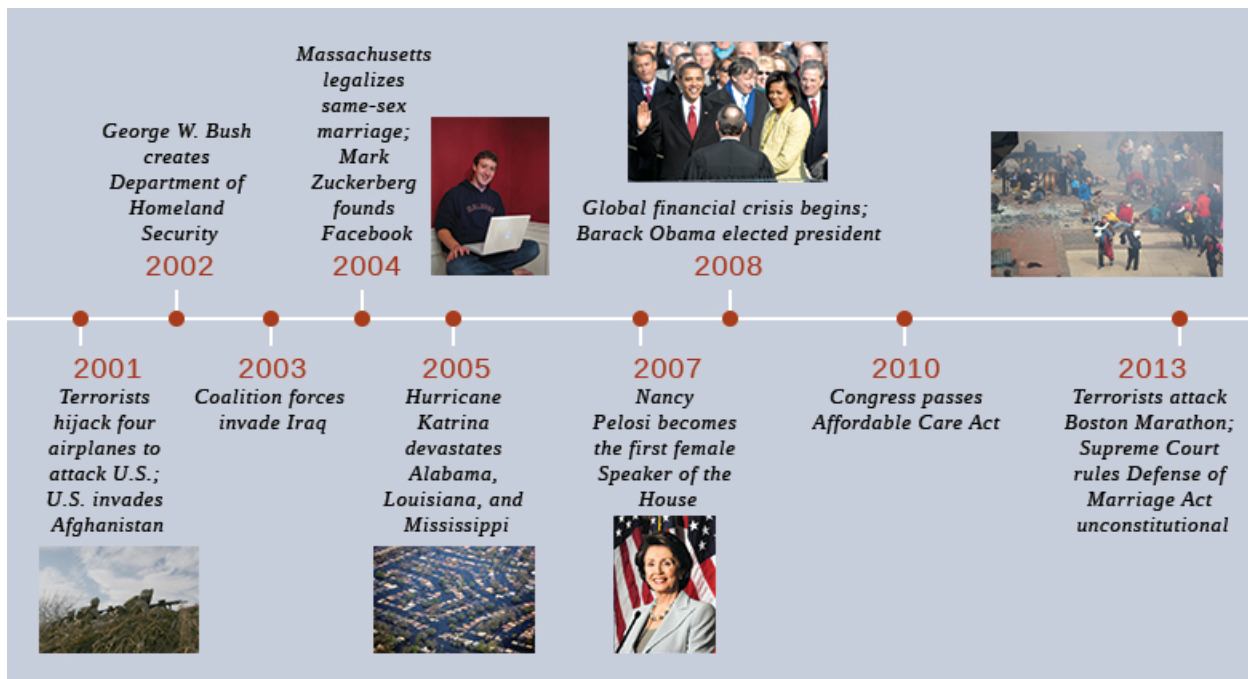 Massachusetts
legalizes
same-sex
marriage;
Mark
Zuckerberg
founds
Facebook
2004
George W. Bush
creates
Department of
Homeland
Security
2002
Global financial crisis begins;
Barack Obama elected president
2008
2001
Terrorists
hijack four
airplanes to
attack U.S.;
U.S. invades
Afghanistan
2003
Coalition forces
invade Iraq
2005
Hurricane
Katrina
devastates
Alabama,
Louisiana, and
Mississippi
2007
Nancy
Pelosi becomes
the first female
Speaker of the
House
2010
Congress passes
Affordable Care Act
2013
Terrorists attack
Boston Marathon;
Supreme Court
rules Defense of
Marriage Act
unconstitutional